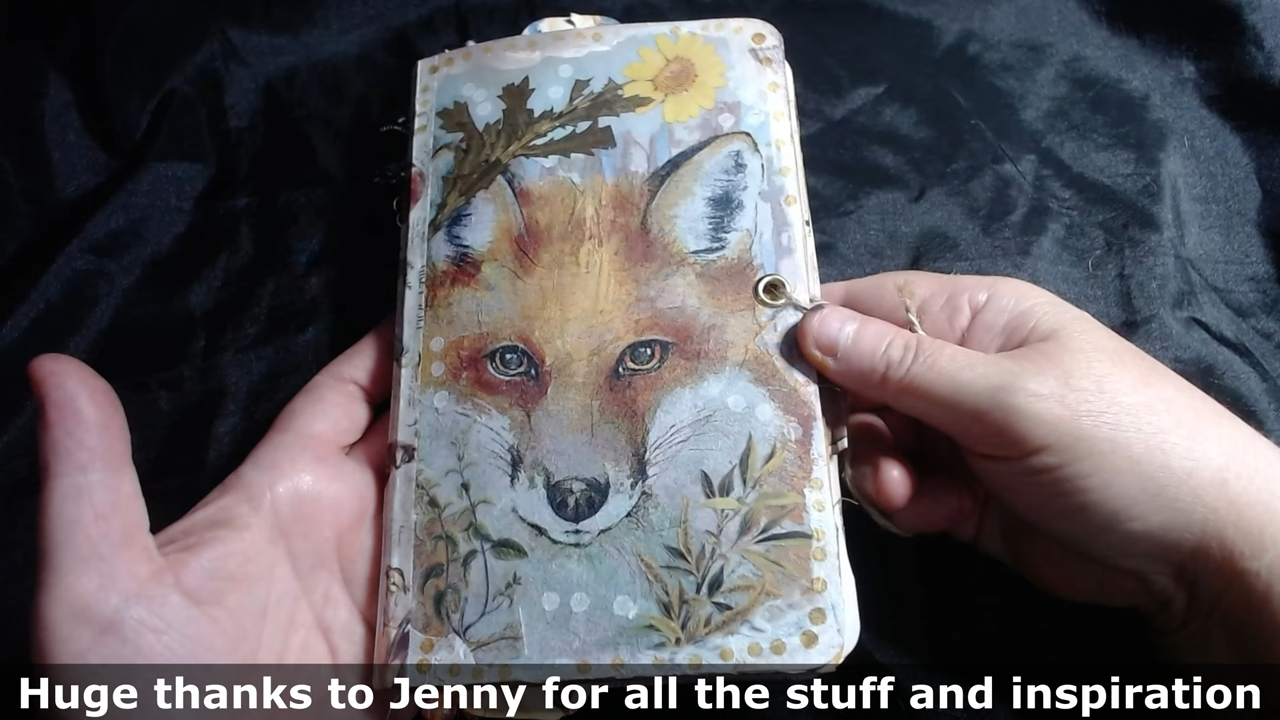 Huge thanks to Jenny for all the stuff and inspiration